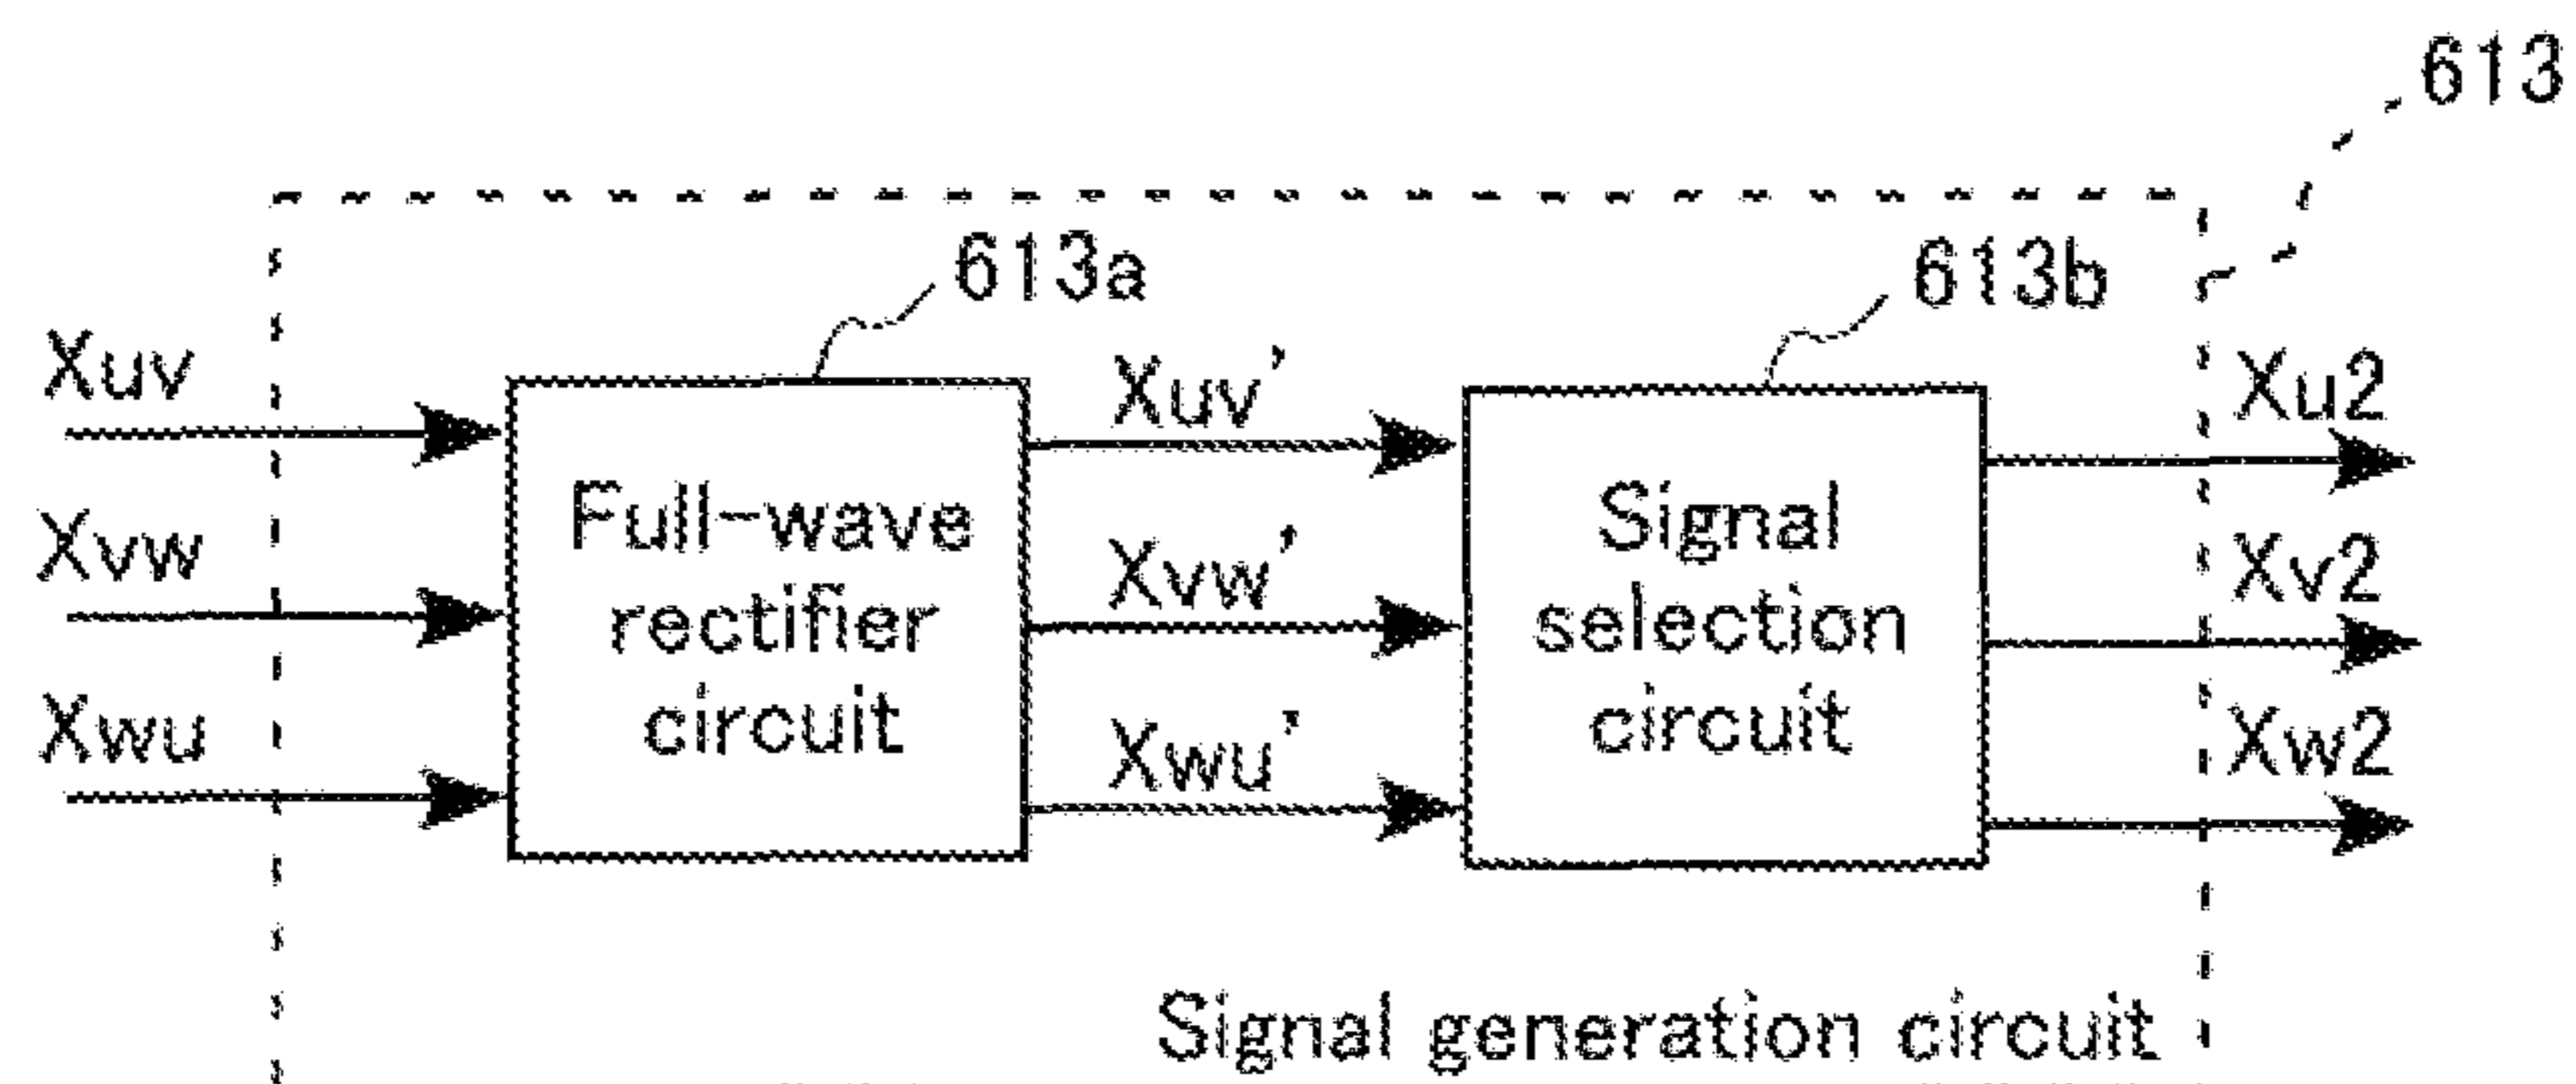 613
613a
613b
Xuv
Xvw
Xwu
Full-wave
rectifier
circuit
Xuv'
Xvw'
Xwu'
Signal
selection
circuit
Xu2
Xv2
Xw2
Signal generation circuit